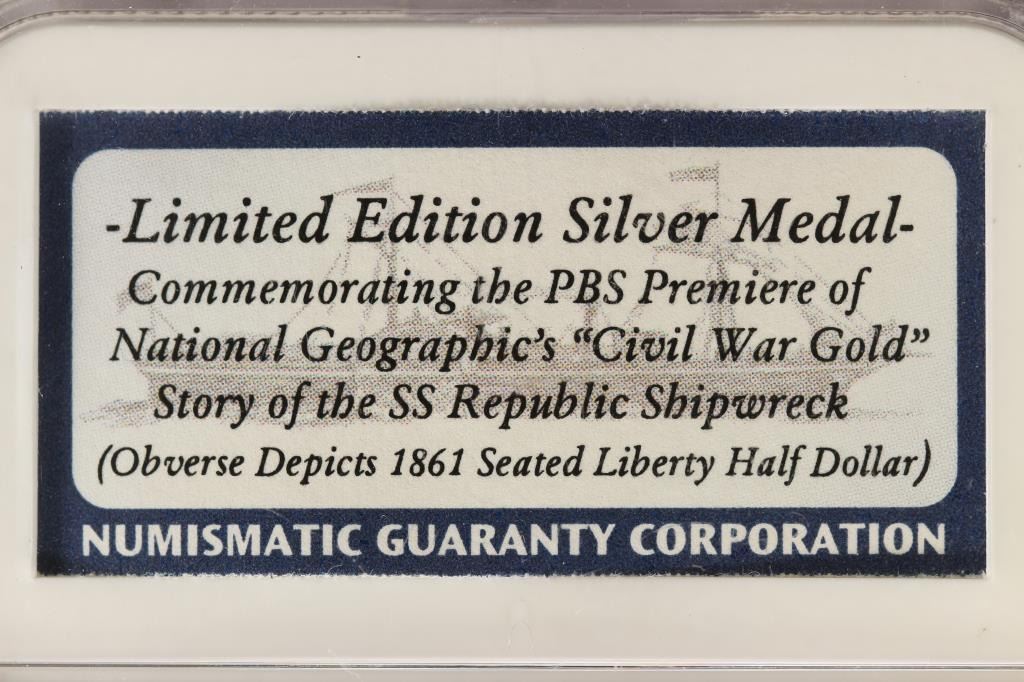 -Limited Edition Silver Medal-
Commemorating the PBS Premiere of
National Geographic's “Civil War Gold”
Story of the SS Republic Shipwreck
(Obverse Depicts 1861 Seated Liberty Half Dollar)
NUMISMATIC GUARANTY CORPORATION